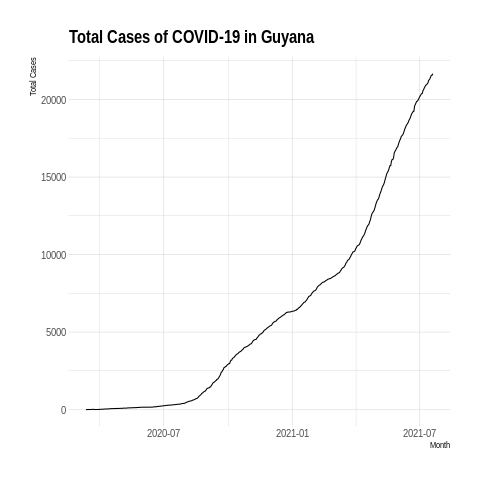 Total Cases of COVID-19 in Guyana
Total Cases
20000
15000
10000
5000
0
2020-07
2021-01
2021-07
Month